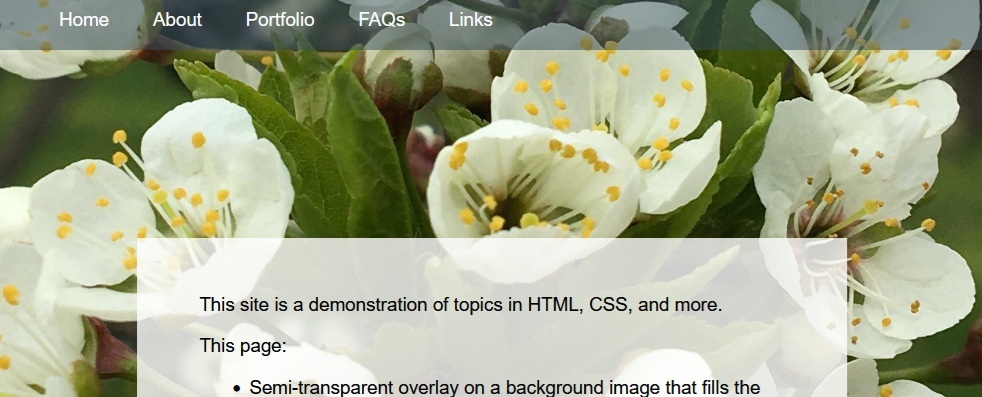 Home About Portfolio FAQs Links
This site is a demonstration of topics in HTML, CSS, and more.
This page:
• Semi-transparent overlay on a background image that fills the